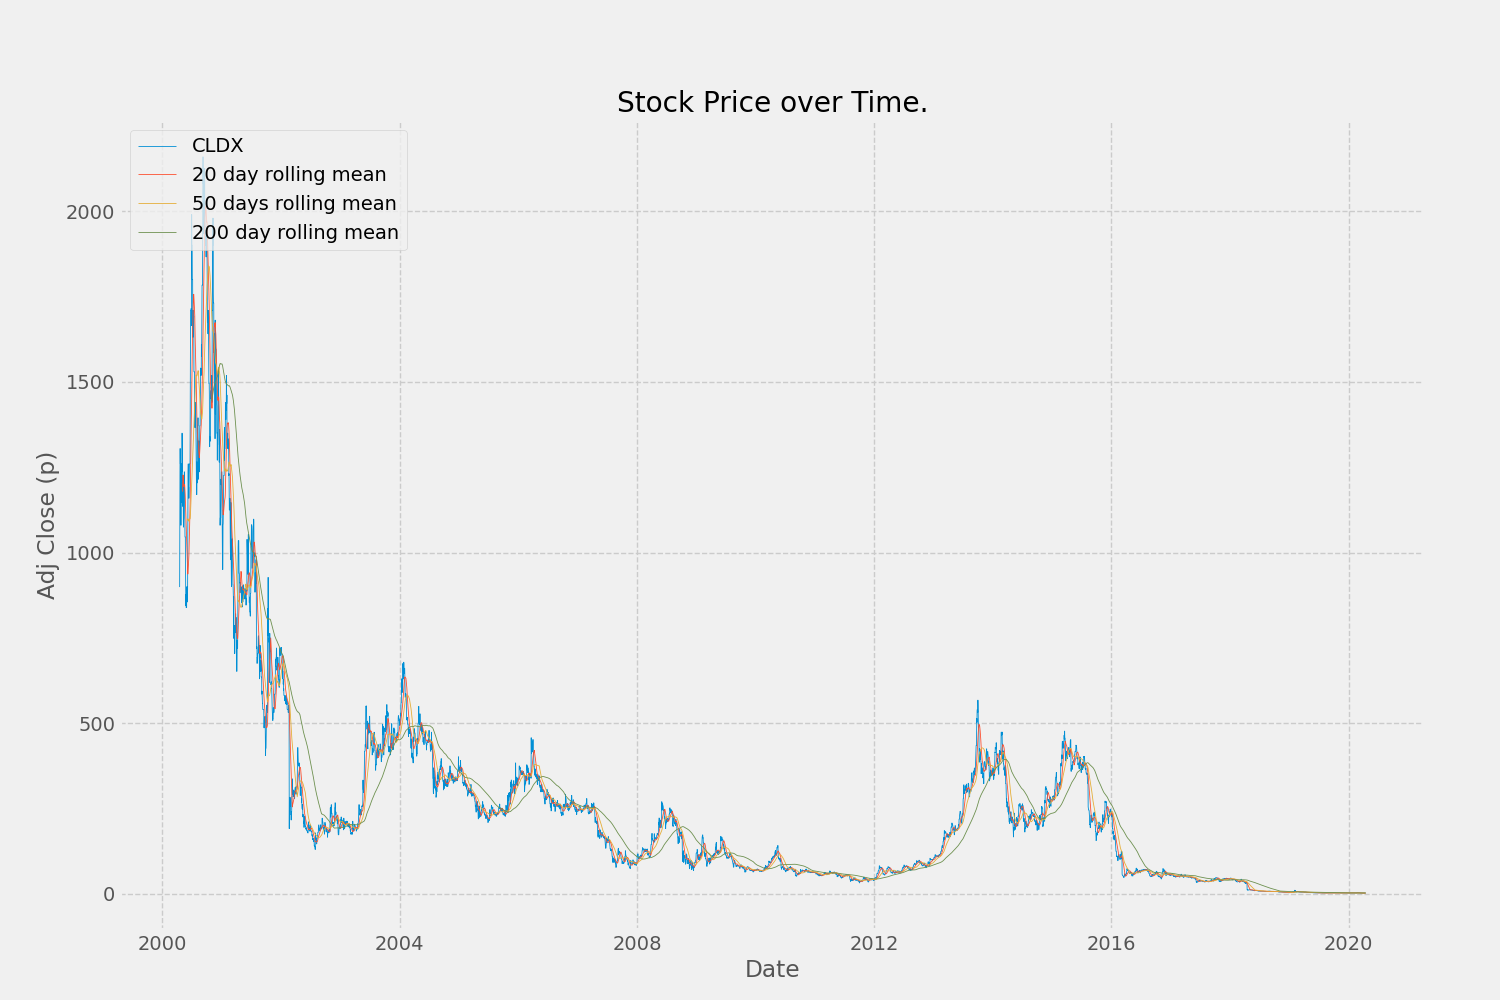 Stock Price over Time.
CLDX
20 day rolling mean
50 days rolling mean
200 day rolling mean
2000
1500
1000
500
0
Adj Close (p)
2000 2004 2008 2012 2016 2020
Date